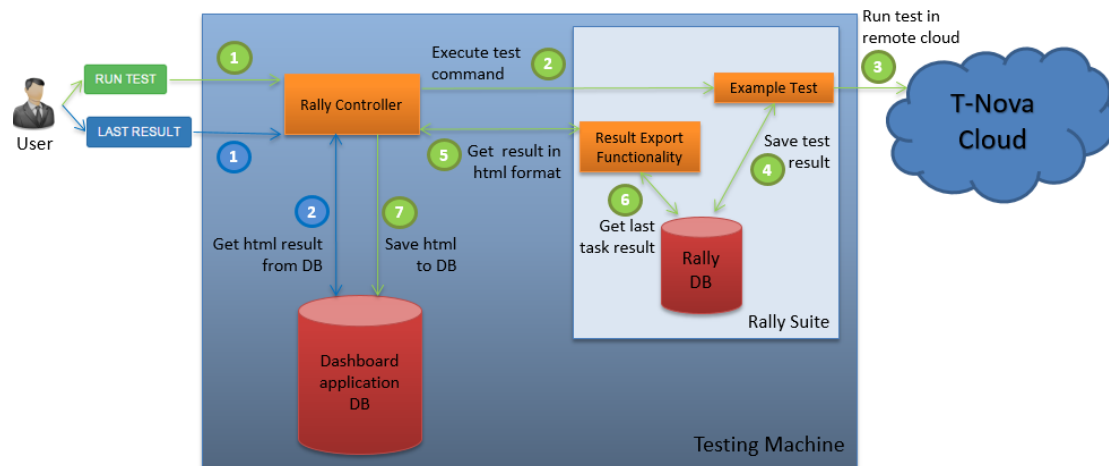 Run test in
remote cloud
3
1
Execute test
command
2
RUN TEST
Rally Controller
Example Test
T-Nova
Cloud
User
LAST RESULT
1
5
Get result in
html format
Result Export
Functionality
Save test
result
4
6
Get last
task result
2
Get html result
from DB
7
Save html
to DB
Rally
DB
Rally Suite
Dashboard
application
DB
Testing Machine